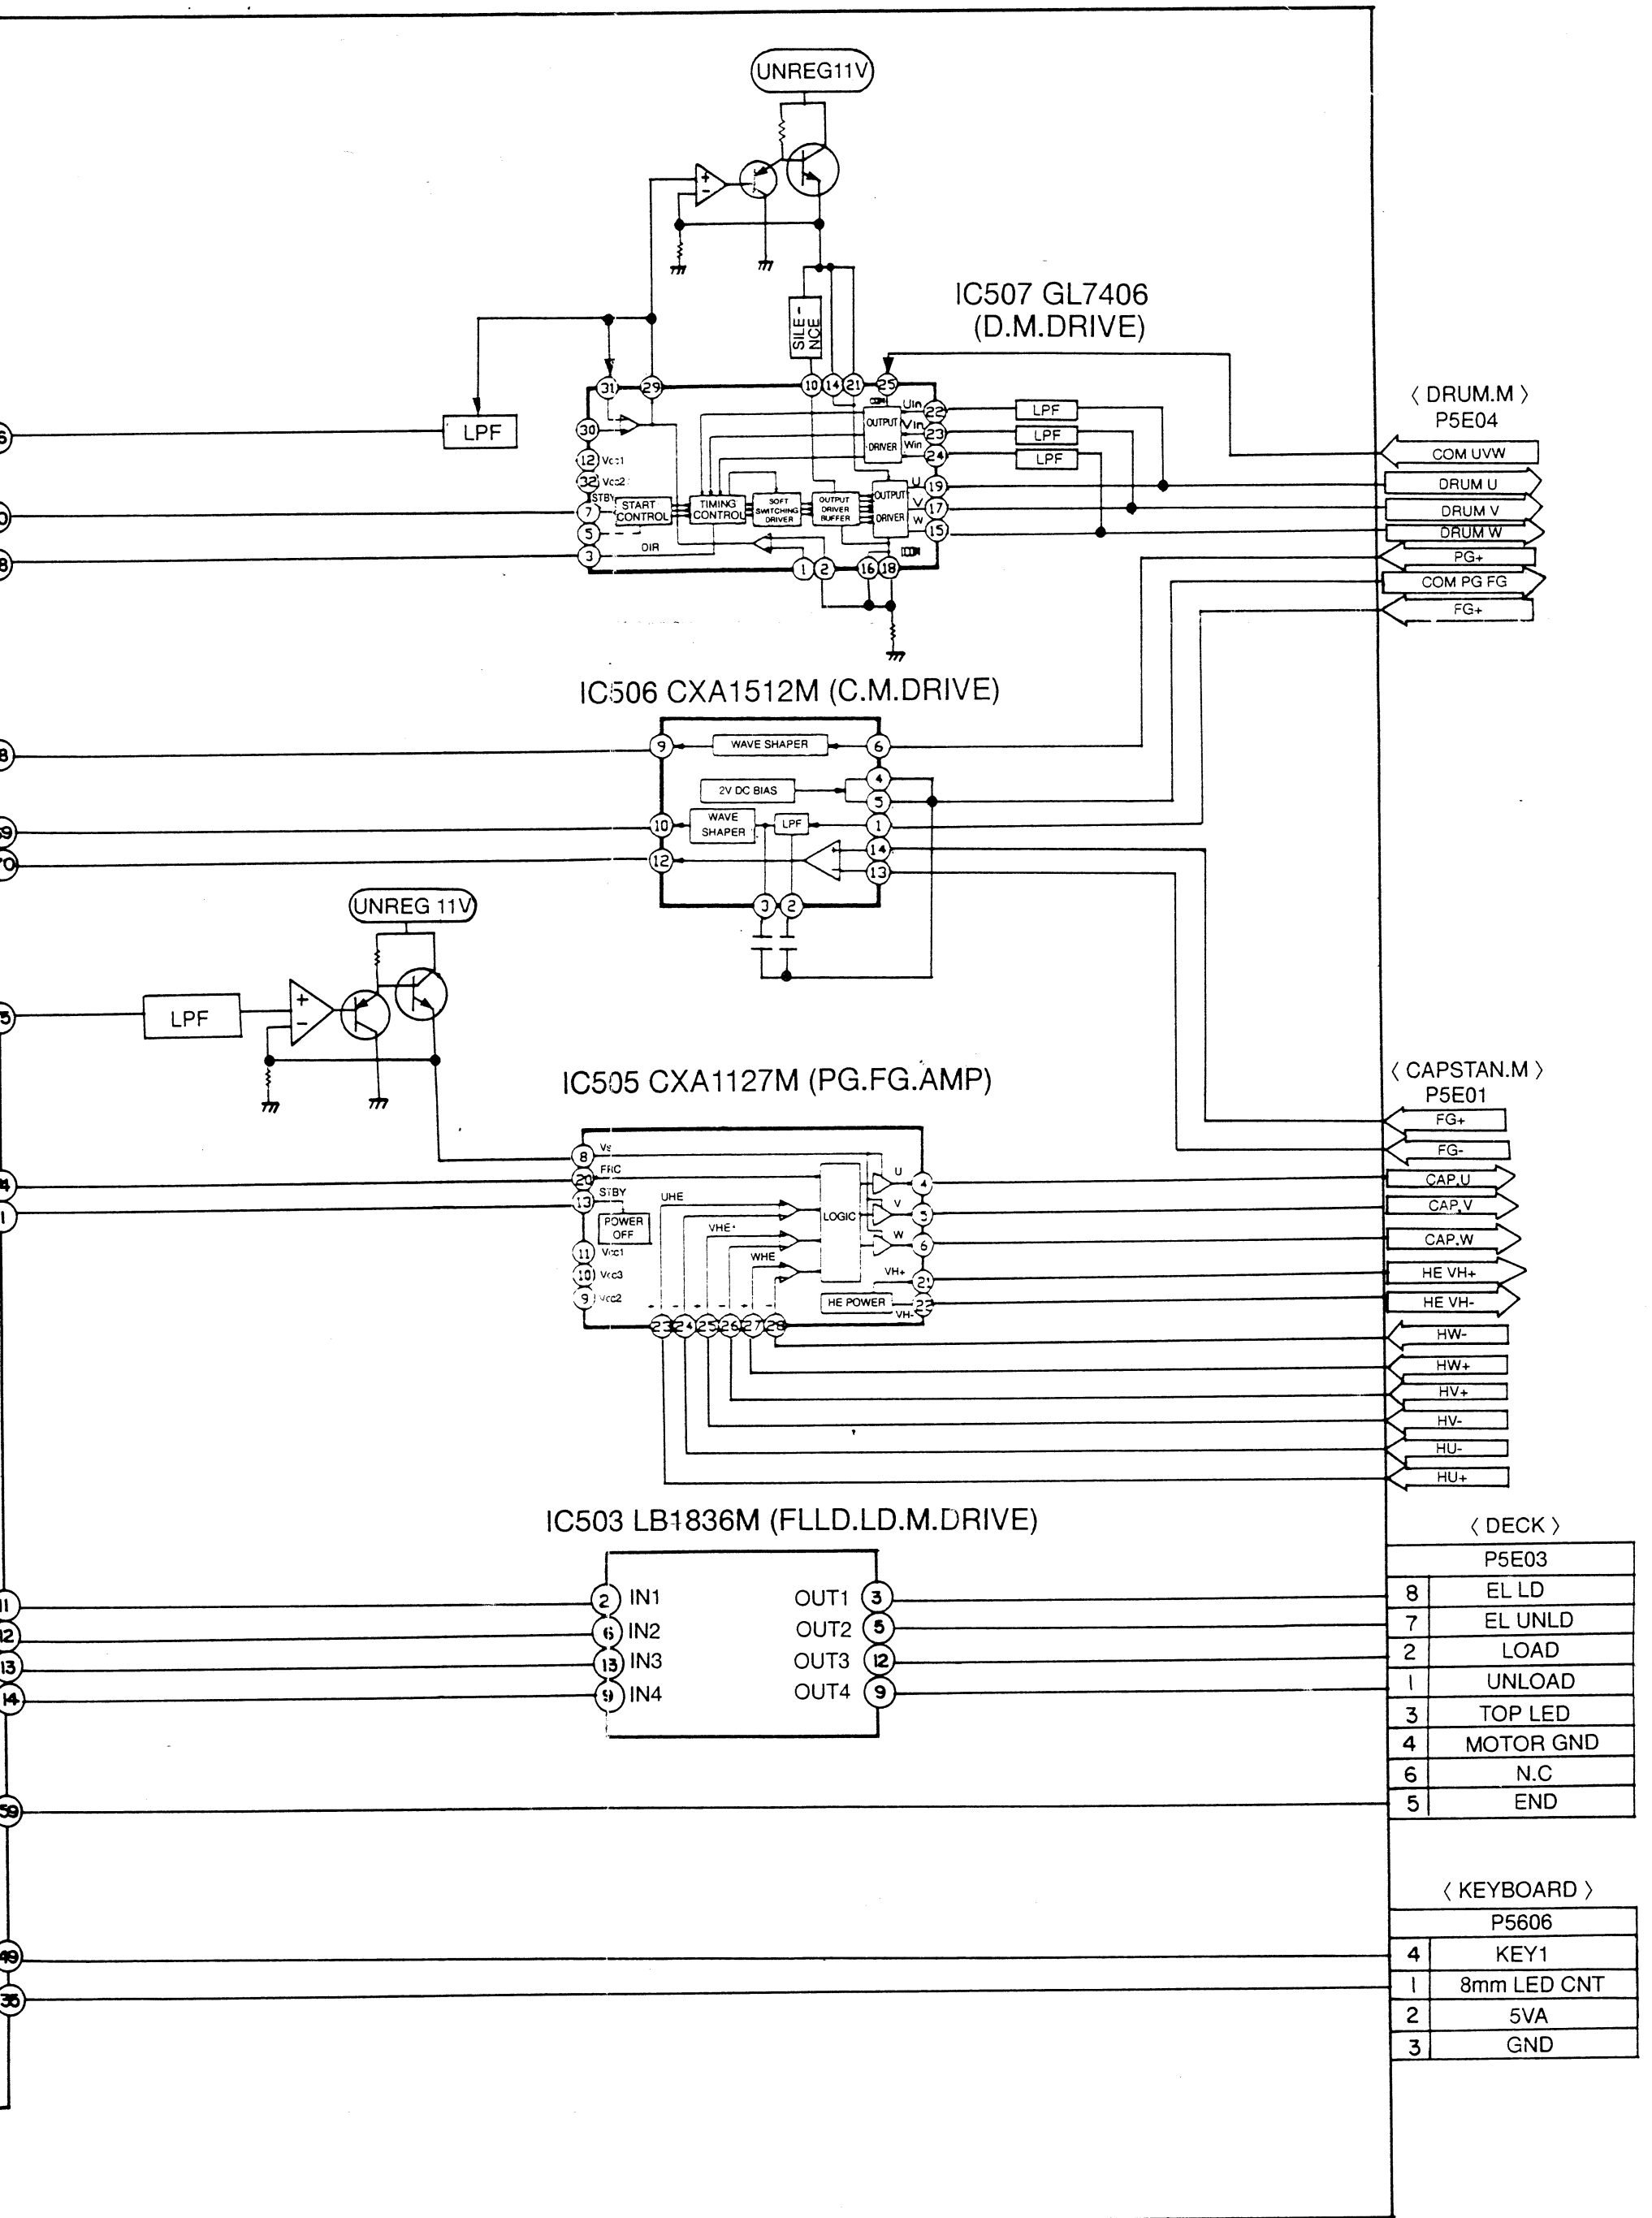 UNREG11V
+
-
SILE-
NCE
IC507 GL7406
(D.M.DRIVE)
LPF
31
29
10
14
21
25
30
12
Vcc1
32
Vcc2
STBY
7
5
3
DIR
START
CONTROL
TIMING
CONTROL
SOFT
SWITCHING
DRIVER
OUTPUT
DRIVER
BUFFER
OUTPUT
DRIVER
OUTPUT
DRIVER
Uin
22
LPF
Vin
23
LPF
Win
24
LPF
U
19
V
17
W
15
1
2
16
18
〈 DRUM.M 〉
P5E04
COM UVW
DRUM U
DRUM V
DRUM W
PG+
COM PG FG
FG+
IC506 CXA1512M (C.M.DRIVE)
9
WAVE SHAPER
6
2V DC BIAS
4
5
10
WAVE
SHAPER
LPF
1
12
14
13
3
2
UNREG 11V
LPF
+
-
IC505 CXA1127M (PG.FG.AMP)
8
Vs
20
FRC
13
STBY
POWER
OFF
11
Vcc1
10
Vcc3
9
Vcc2
UHE
VHE
WHE
LOGIC
U
4
V
5
W
6
VH+
21
HE POWER
VH-
22
23
24
25
26
27
28
〈 CAPSTAN.M 〉
P5E01
FG+
FG-
CAP.U
CAP.V
CAP.W
HE VH+
HE VH-
HW-
HW+
HV+
HV-
HU-
HU+
IC503 LB1836M (FLLD.LD.M.DRIVE)
11
2 IN1
OUT1 3
12
6 IN2
OUT2 5
13
13 IN3
OUT3 12
14
9 IN4
OUT4 9
59
〈 DECK 〉
P5E03
8 EL LD
7 EL UNLD
2 LOAD
1 UNLOAD
3 TOP LED
4 MOTOR GND
6 N.C
5 END
〈 KEYBOARD 〉
P5606
49
4 KEY1
1 8mm LED CNT
2 5VA
3 GND